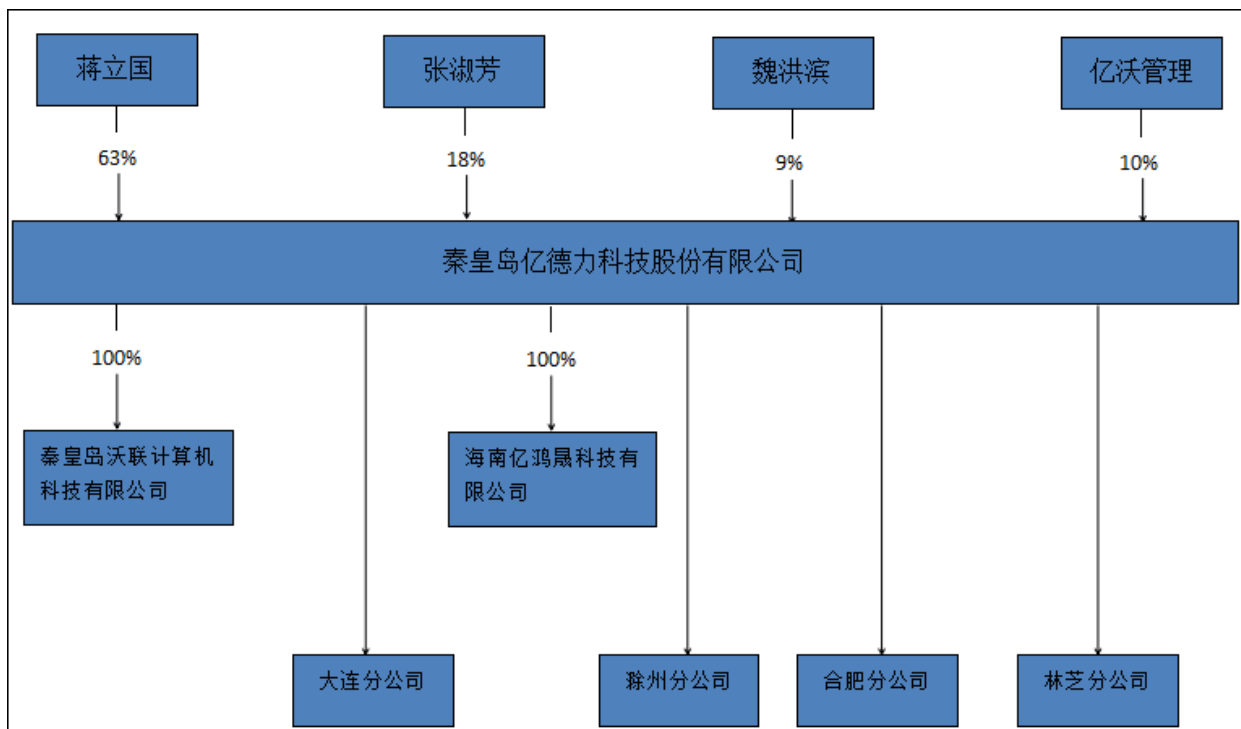 蒋立国
张淑芳
魏洪滨
亿沃管理
63%
18%
9%
10%
秦皇岛亿德力科技股份有限公司
100%
100%
秦皇岛沃联计算机
科技有限公司
海南亿鸿晟科技有
限公司
大连分公司
滁州分公司
合肥分公司
林芝分公司